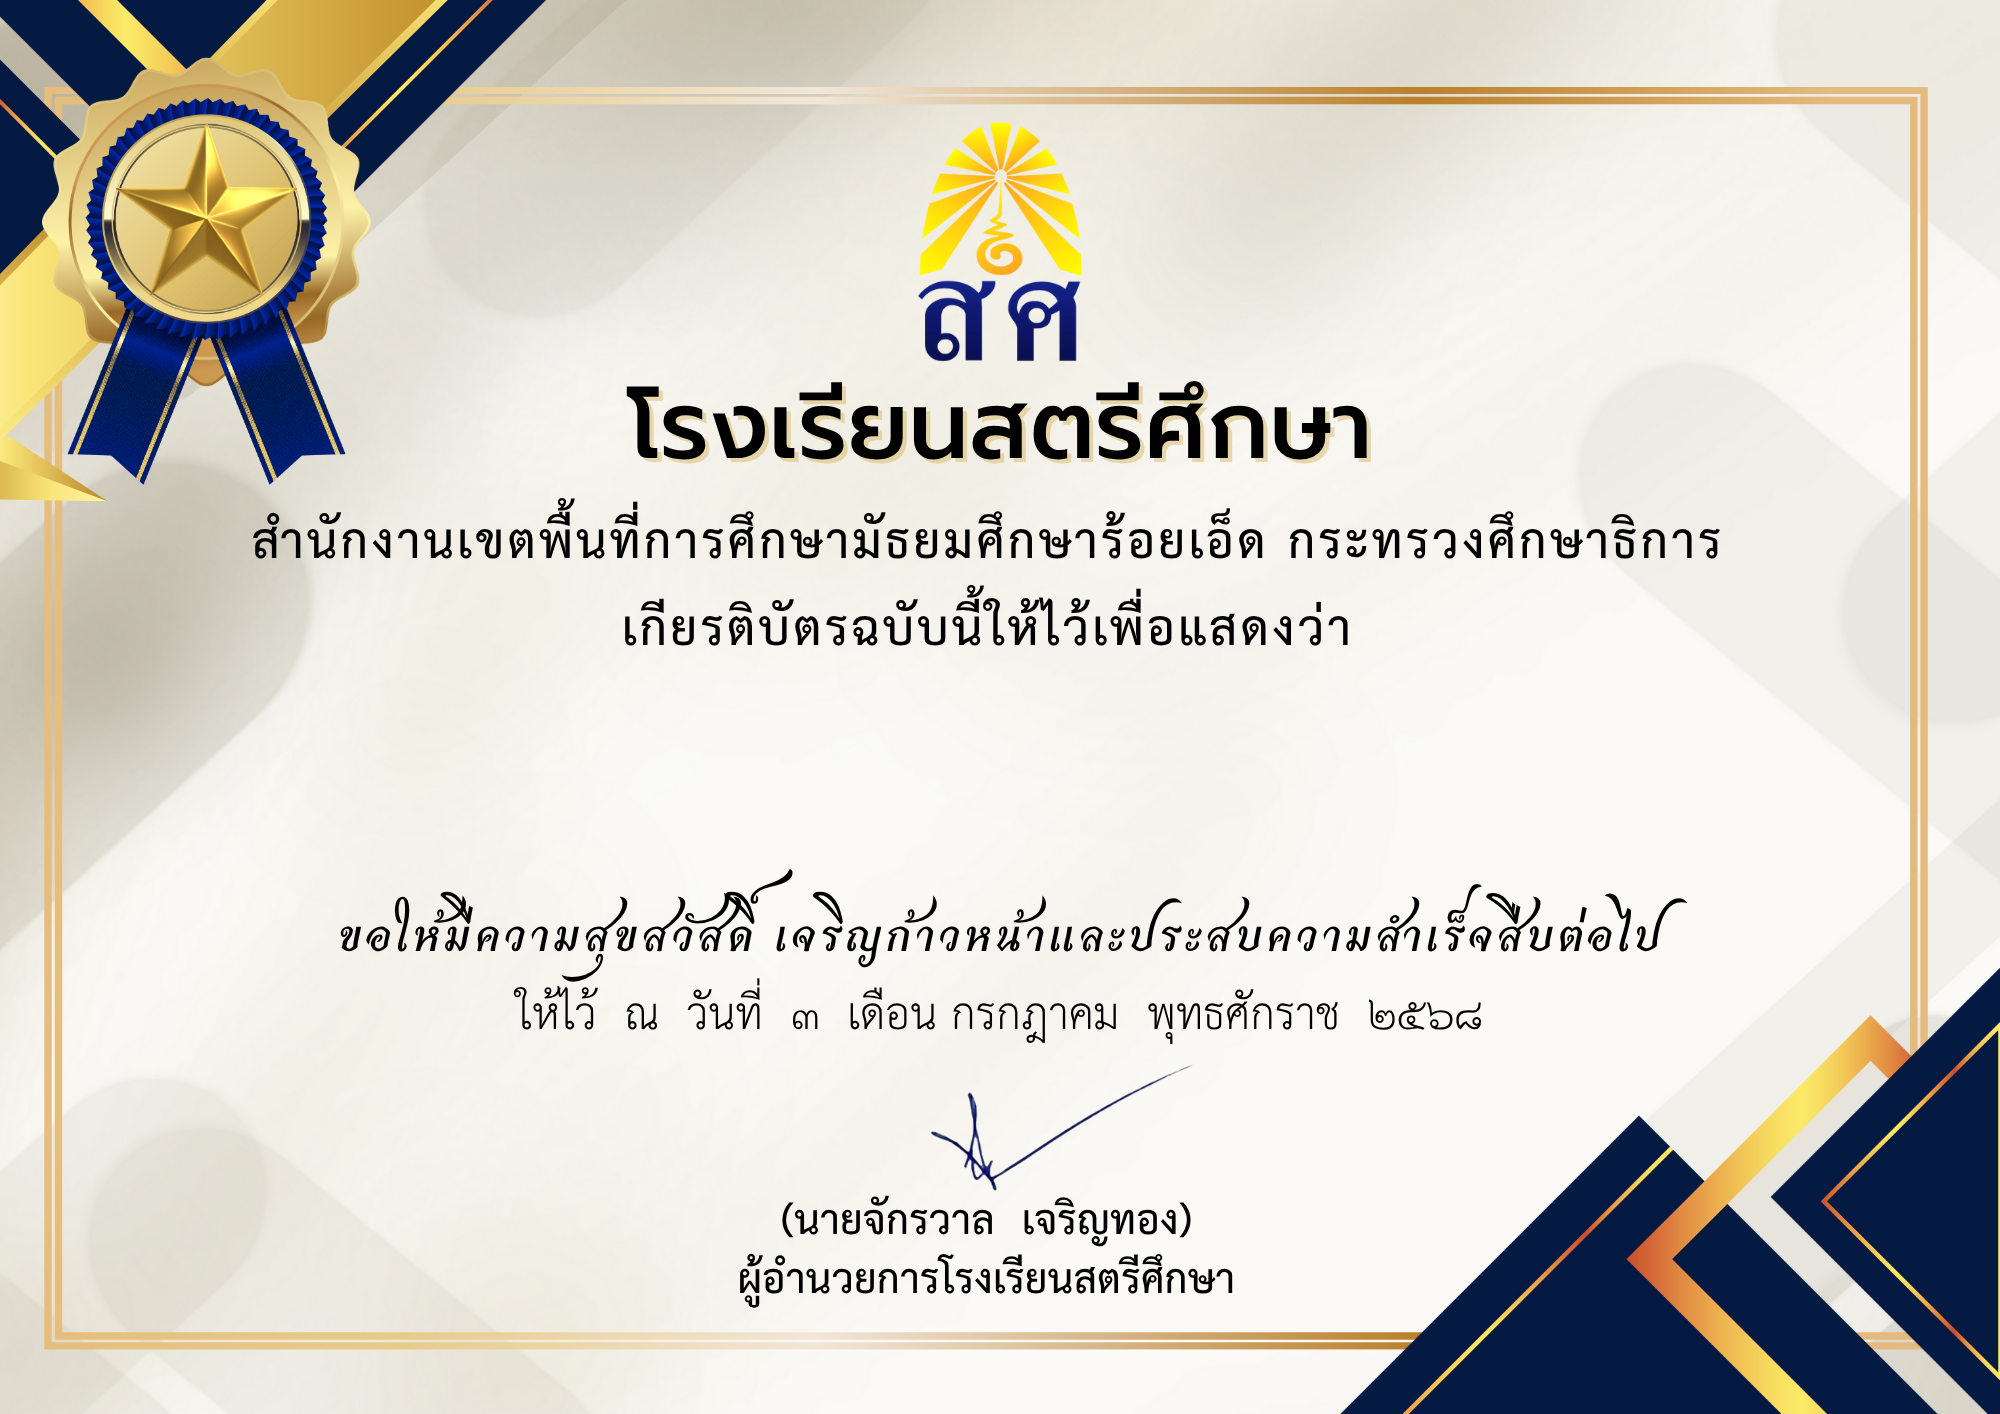 สศ
โรงเรียนสตรีศึกษา
สำนักงานเขตพื้นที่การศึกษามัธยมศึกษาร้อยเอ็ด กระทรวงศึกษาธิการ
เกียรติบัตรฉบับนี้ให้ไว้เพื่อแสดงว่า
ขอให้มีความสุขสวัสดิ์ เจริญก้าวหน้าและประสบความสำเร็จสืบต่อไป
ให้ไว้ ณ วันที่ ๓ เดือน กรกฎาคม พุทธศักราช ๒๕๖๘
(นายจักรวาล เจริญทอง)
ผู้อำนวยการโรงเรียนสตรีศึกษา